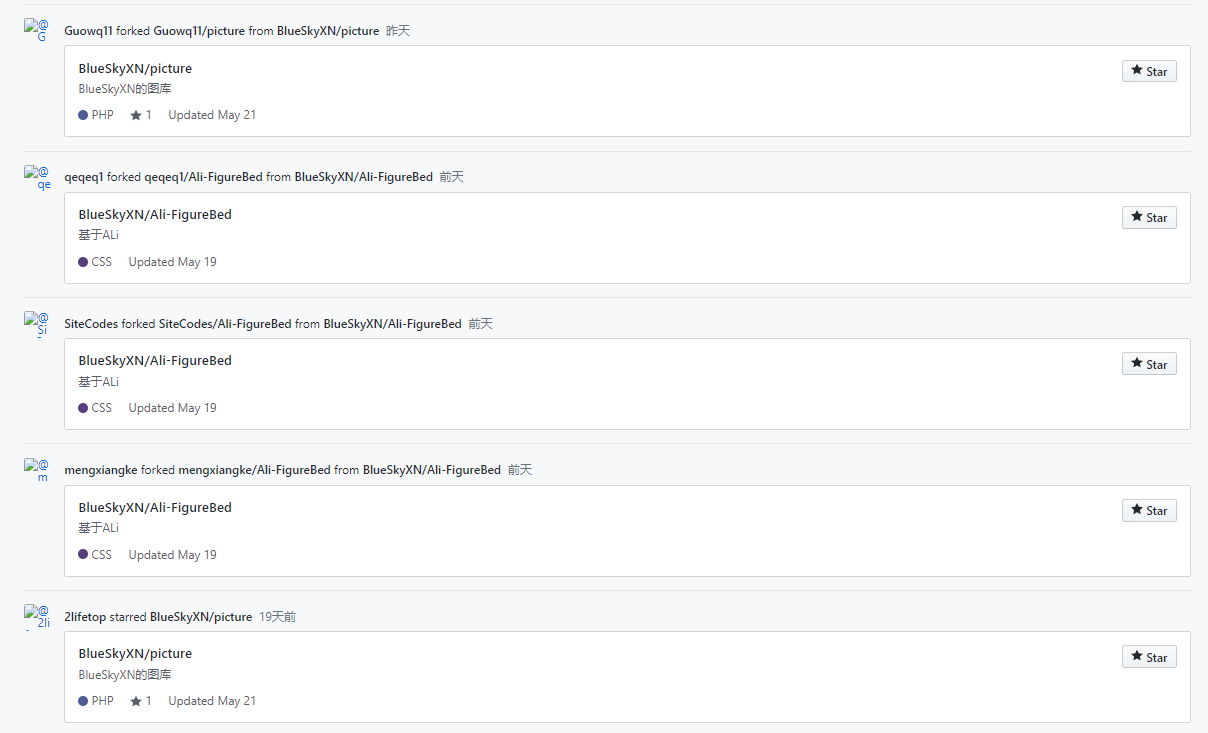 @
G
Guowq11 forked Guowq11/picture from BlueSkyXN/picture 昨天
BlueSkyXN/picture
Star
BlueSkyXN的图库
PHP 1 Updated May 21
@
qe
qeqeq1 forked qeqeq1/Ali-FigureBed from BlueSkyXN/Ali-FigureBed 前天
BlueSkyXN/Ali-FigureBed
Star
基于ALi
CSS Updated May 19
@
Si
SiteCodes forked SiteCodes/Ali-FigureBed from BlueSkyXN/Ali-FigureBed 前天
BlueSkyXN/Ali-FigureBed
Star
基于ALi
CSS Updated May 19
@
m
mengxiangke forked mengxiangke/Ali-FigureBed from BlueSkyXN/Ali-FigureBed 前天
BlueSkyXN/Ali-FigureBed
Star
基于ALi
CSS Updated May 19
@
2li
2lifetop starred BlueSkyXN/picture 19天前
BlueSkyXN/picture
Star
BlueSkyXN的图库
PHP 1 Updated May 21